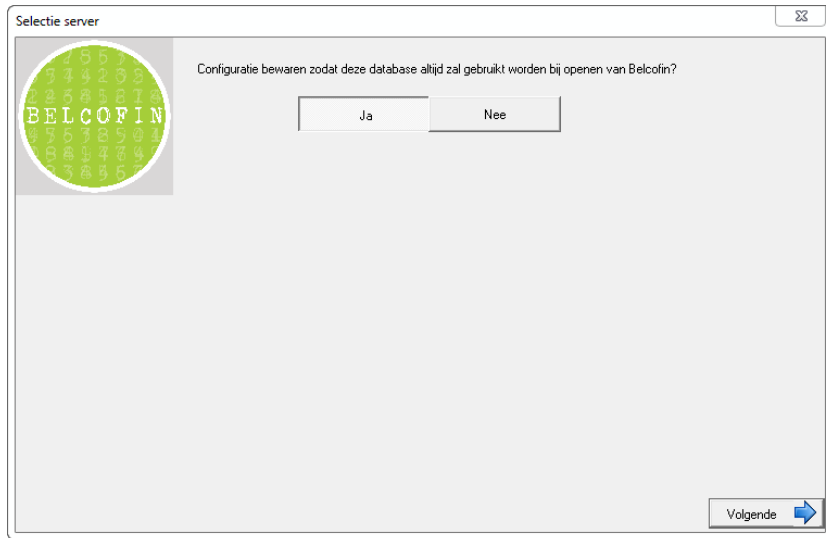 Selectie server
BELCOFIN
Configuratie bewaren zodat deze database altijd zal gebruikt worden bij openen van Belcofin?
Ja
Nee
Volgende